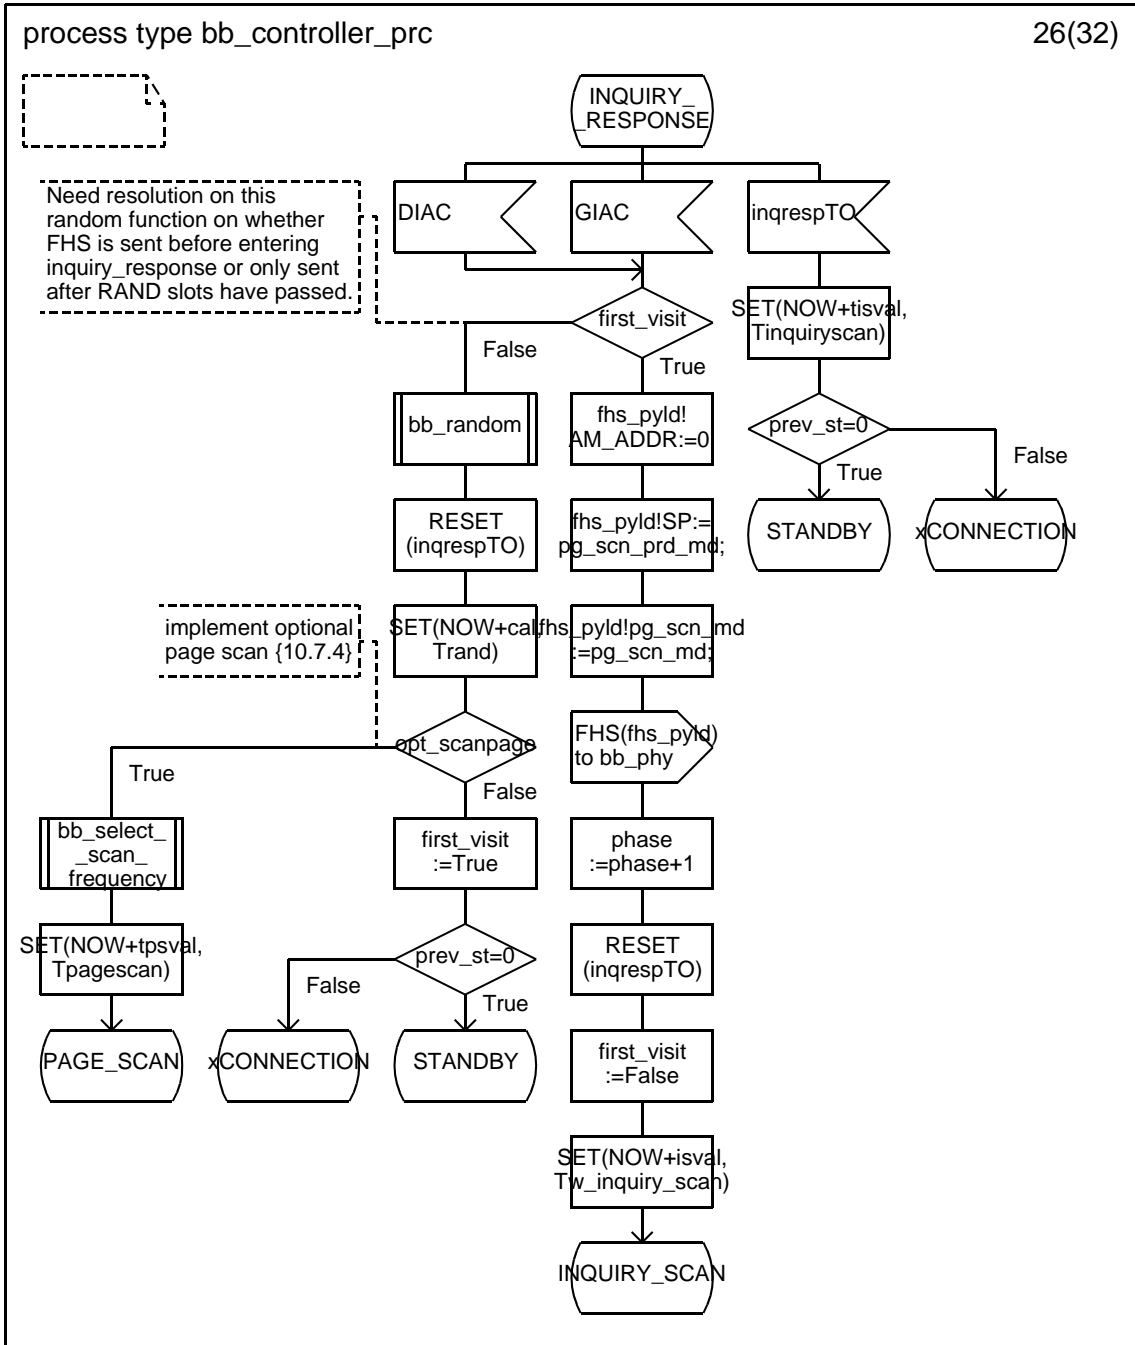 process type bb_controller_prc
26(32)
INQUIRY_
_RESPONSE
Need resolution on this
random function on whether
FHS is sent before entering
inquiry_response or only sent
after RAND slots have passed.
DIAC
GIAC
inqrespTO
first_visit
False
True
SET(NOW+tisval,
Tinquiryscan)
bb_random
fhs_pyld!
AM_ADDR:=0
prev_st=0
False
True
RESET
(inqrespTO)
fhs_pyld!SP:=
pg_scn_prd_md;
STANDBY
xCONNECTION
implement optional
page scan {10.7.4}
SET(NOW+cal,
Trand)
fhs_pyld!pg_scn_md
:=pg_scn_md;
opt_scanpage
True
False
FHS(fhs_pyld)
to bb_phy
bb_select_
_scan_
frequency
first_visit
:=True
phase
:=phase+1
SET(NOW+tpsval,
Tpagescan)
prev_st=0
False
True
RESET
(inqrespTO)
PAGE_SCAN
xCONNECTION
STANDBY
first_visit
:=False
SET(NOW+isval,
Tw_inquiry_scan)
INQUIRY_SCAN